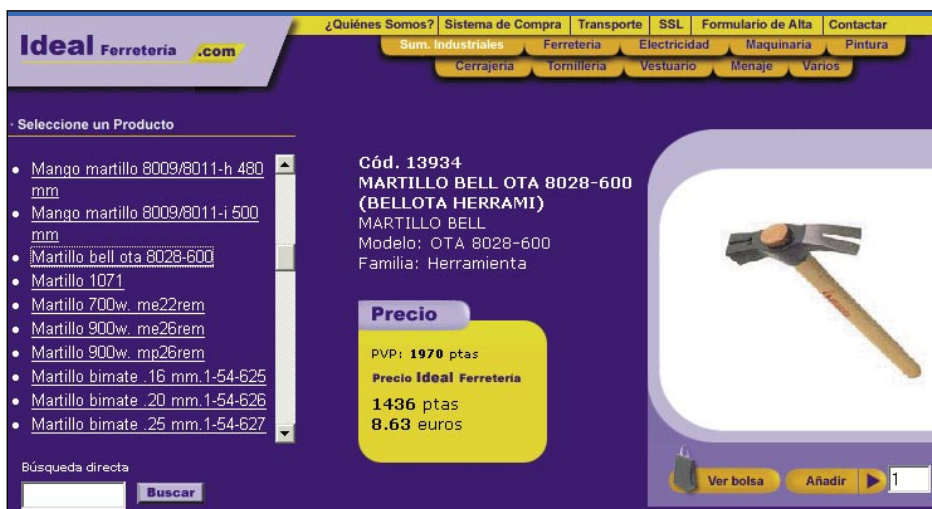 ¿Quiénes Somos? Sistema de Compra Transporte SSL Formulario de Alta Contactar
Ideal Ferretería .com
Sum. Industriales Ferreteria Electricidad Maquinaria Pintura
Cerrajeria Tornilleria Vestuario Menaje Varios
· Seleccione un Producto
Mango martillo 8009/8011-h 480
mm
Mango martillo 8009/8011-i 500
mm
Martillo bell ota 8028-600
Martillo 1071
Martillo 700w. me22rem
Martillo 900w. me26rem
Martillo 900w. mp26rem
Martillo bimate .16 mm.1-54-625
Martillo bimate .20 mm.1-54-626
Martillo bimate .25 mm.1-54-627
Búsqueda directa
Buscar
Cód. 13934
MARTILLO BELL OTA 8028-600
(BELLOTA HERRAMI)
MARTILLO BELL
Modelo: OTA 8028-600
Familia: Herramienta
Precio
PVP: 1970 ptas
Precio Ideal Ferretería
1436 ptas
8.63 euros
Ver bolsa Añadir 1